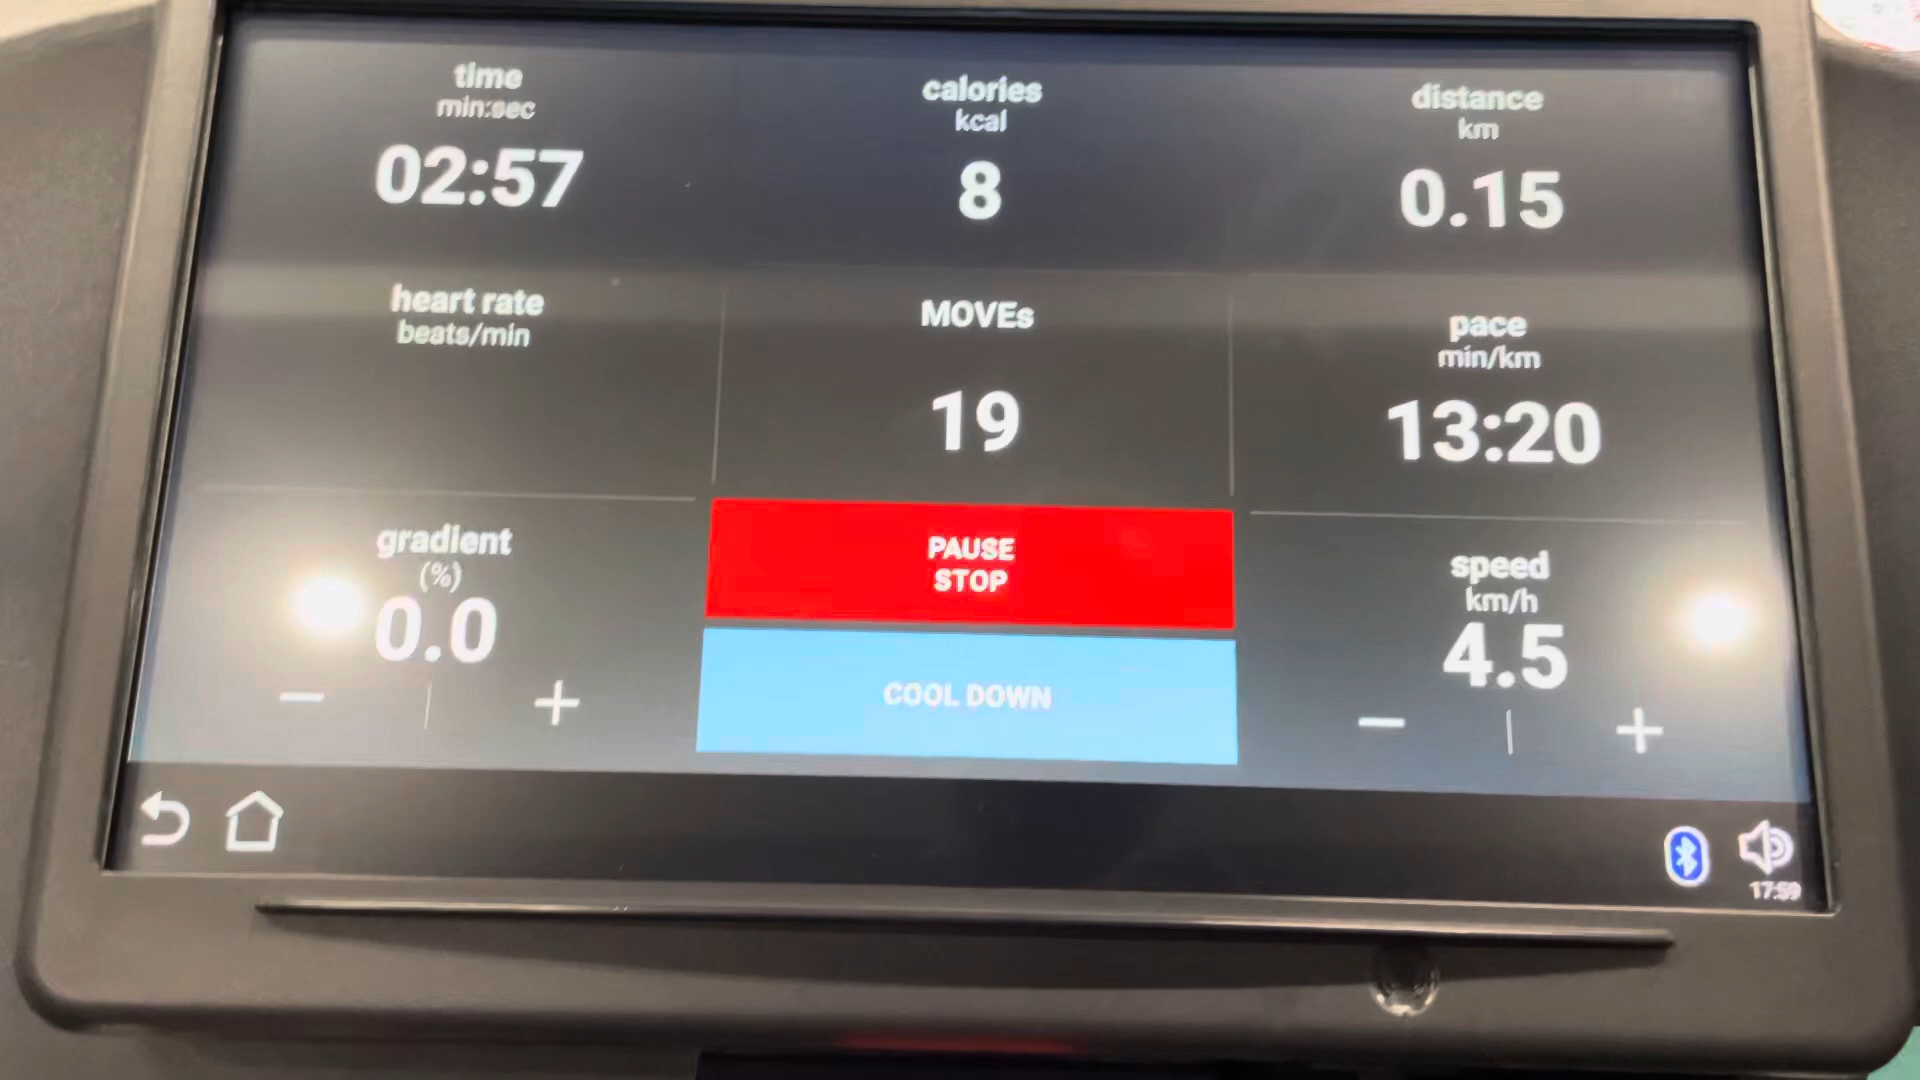 time
min:sec
02:57
calories
kcal
8
distance
km
0.15
heart rate
beats/min
MOVEs
19
pace
min/km
13:20
gradient
(%)
0.0
− | +
PAUSE
STOP
COOL DOWN
speed
km/h
4.5
− | +
17:59